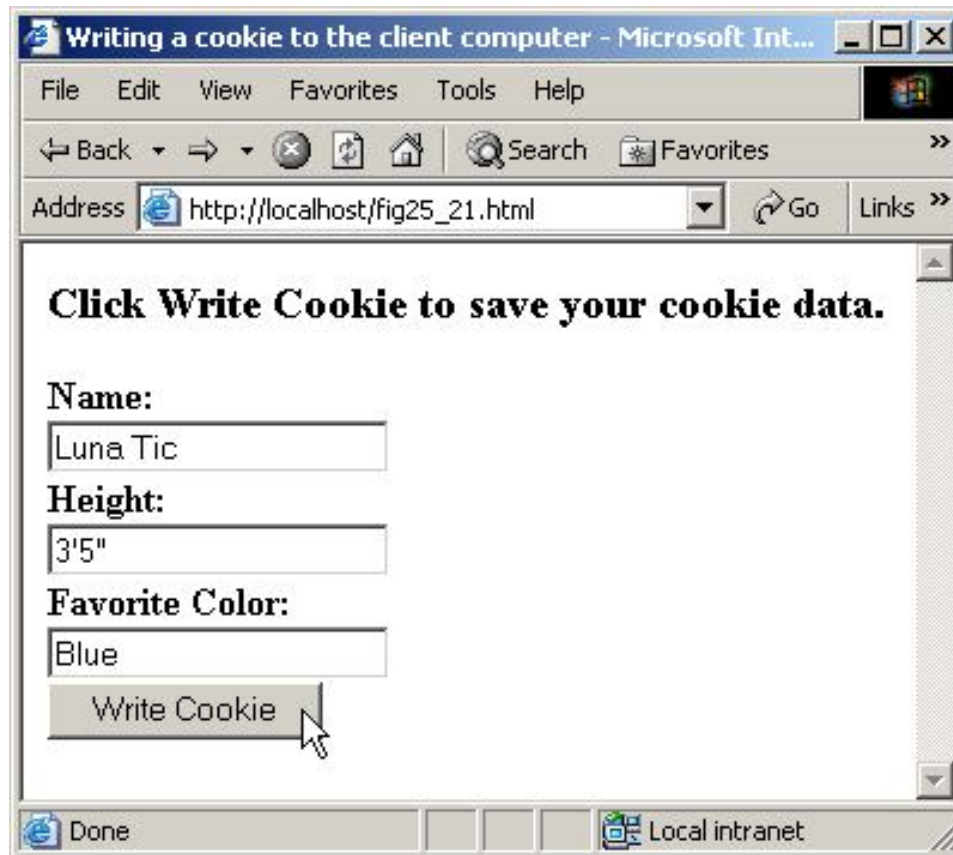 Writing a cookie to the client computer - Microsoft Int...
File Edit View Favorites Tools Help
Back Search Favorites »
Address http://localhost/fig25_21.html Go Links »
Click Write Cookie to save your cookie data.
Name:
Luna Tic
Height:
3'5"
Favorite Color:
Blue
Write Cookie
Done Local intranet